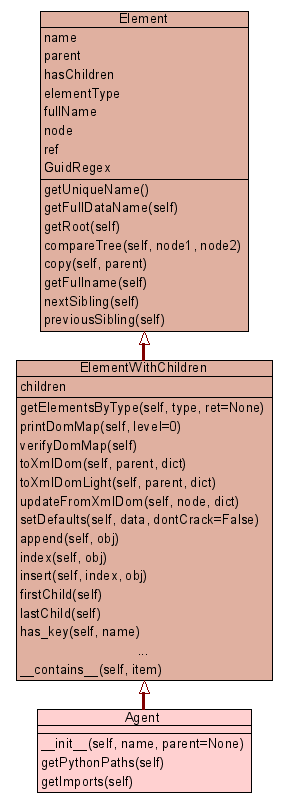 Element
name
parent
hasChildren
elementType
fullName
node
ref
GuidRegex
getUniqueName()
getFullDataName(self)
getRoot(self)
compareTree(self, node1, node2)
copy(self, parent)
getFullname(self)
nextSibling(self)
previousSibling(self)
ElementWithChildren
children
getElementsByType(self, type, ret=None)
printDomMap(self, level=0)
verifyDomMap(self)
toXmlDom(self, parent, dict)
toXmlDomLight(self, parent, dict)
updateFromXmlDom(self, node, dict)
setDefaults(self, data, dontCrack=False)
append(self, obj)
index(self, obj)
insert(self, index, obj)
firstChild(self)
lastChild(self)
has_key(self, name)
...
__contains__(self, item)
Agent
__init__(self, name, parent=None)
getPythonPaths(self)
getImports(self)